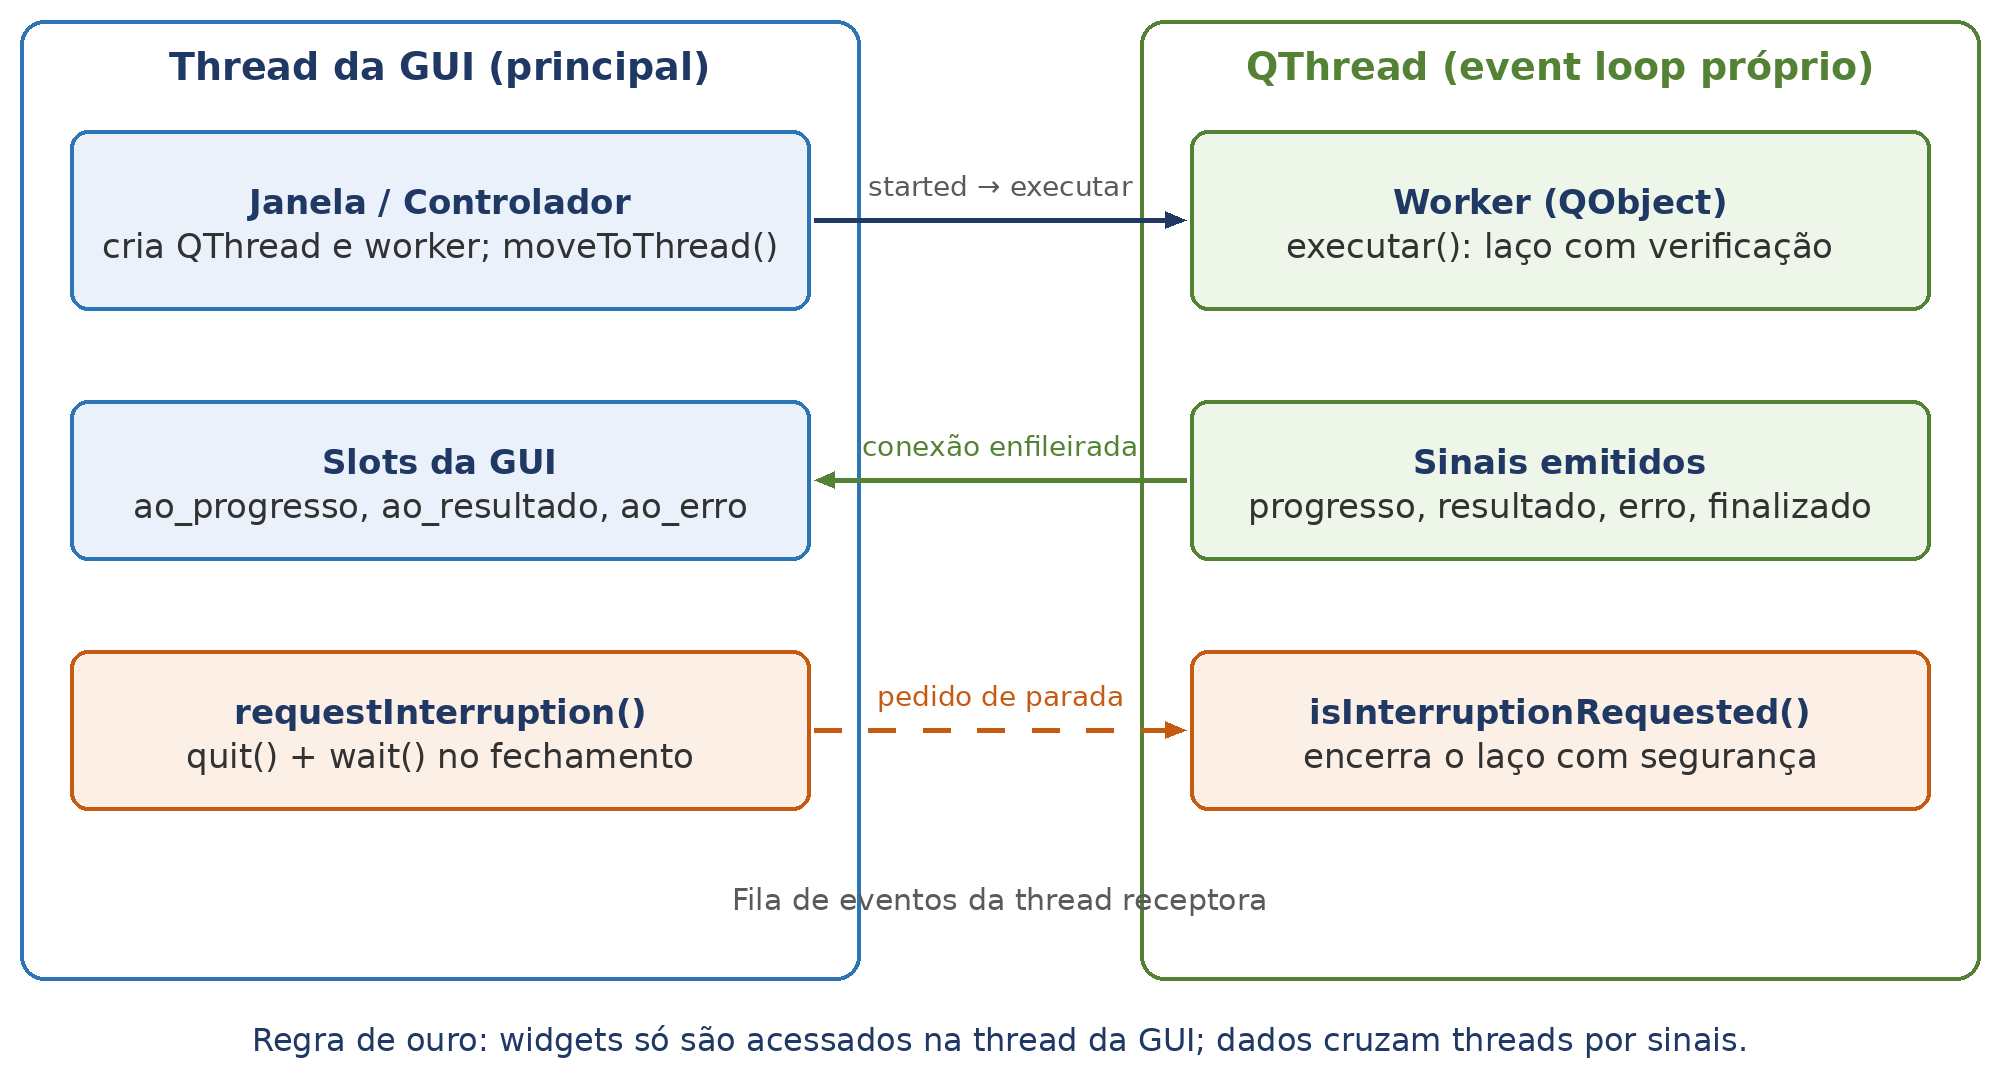 Thread da GUI (principal)
QThread (event loop próprio)
Janela / Controlador
cria QThread e worker; moveToThread()
started → executar
Worker (QObject)
executar(): laço com verificação
Slots da GUI
ao_progresso, ao_resultado, ao_erro
conexão enfileirada
Sinais emitidos
progresso, resultado, erro, finalizado
requestInterruption()
quit() + wait() no fechamento
pedido de parada
isInterruptionRequested()
encerra o laço com segurança
Fila de eventos da thread receptora
Regra de ouro: widgets só são acessados na thread da GUI; dados cruzam threads por sinais.